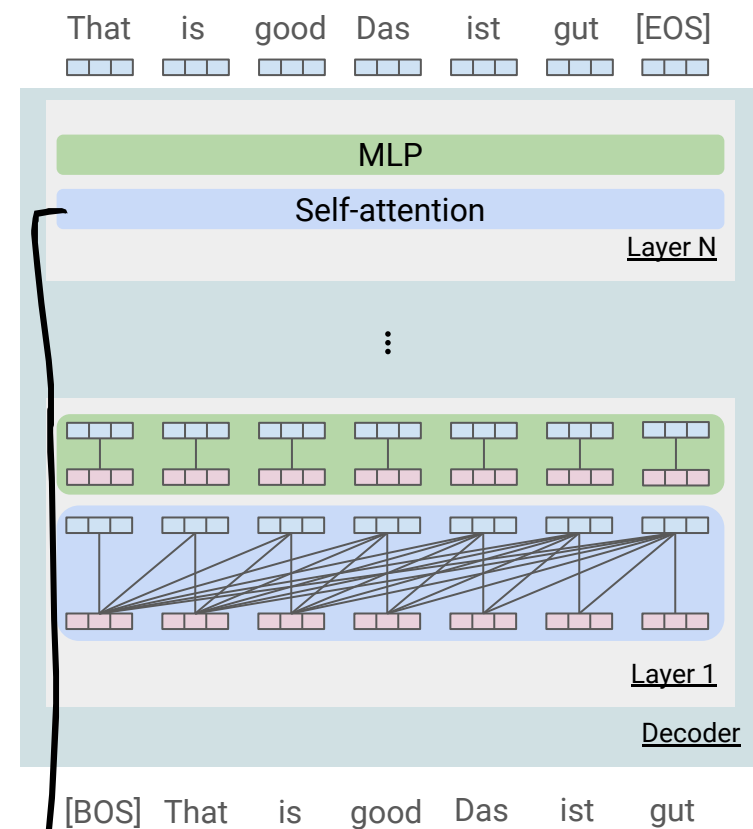 That is good Das ist gut [EOS]
MLP
Self-attention
Layer N
Layer 1
Decoder
[BOS] That is good Das ist gut